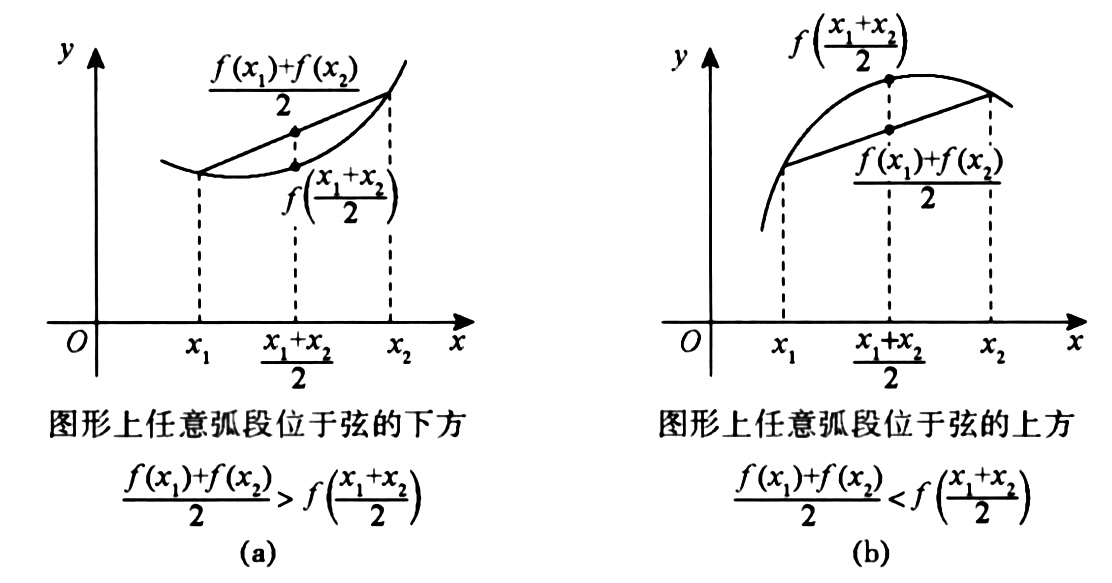 y
f(x₁)+f(x₂)
2
f(x₁+x₂
2)
O
x₁
x₁+x₂
2
x₂
x
图形上任意弧段位于弦的下方
f(x₁)+f(x₂)/2 > f(x₁+x₂/2)
(a)
f(x₁+x₂
2)
y
f(x₁)+f(x₂)
2
O
x₁
x₁+x₂
2
x₂
x
图形上任意弧段位于弦的上方
f(x₁)+f(x₂)/2 < f(x₁+x₂/2)
(b)